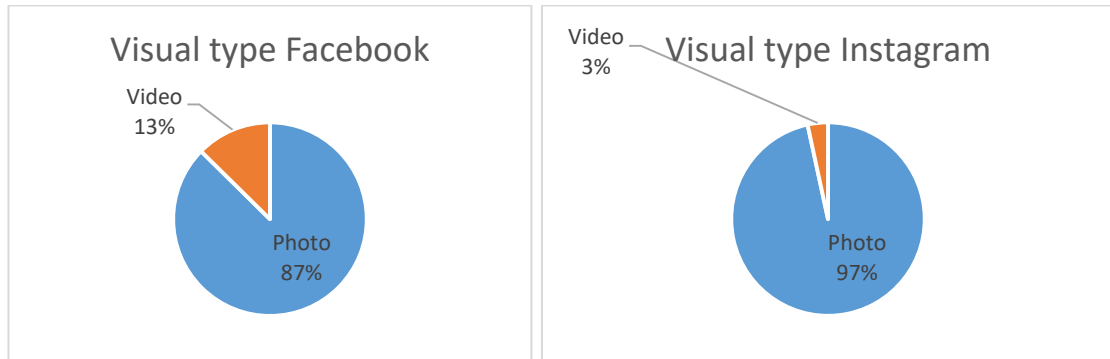 Visual type Facebook
Video
13%
Photo
87%
Visual type Instagram
Video
3%
Photo
97%